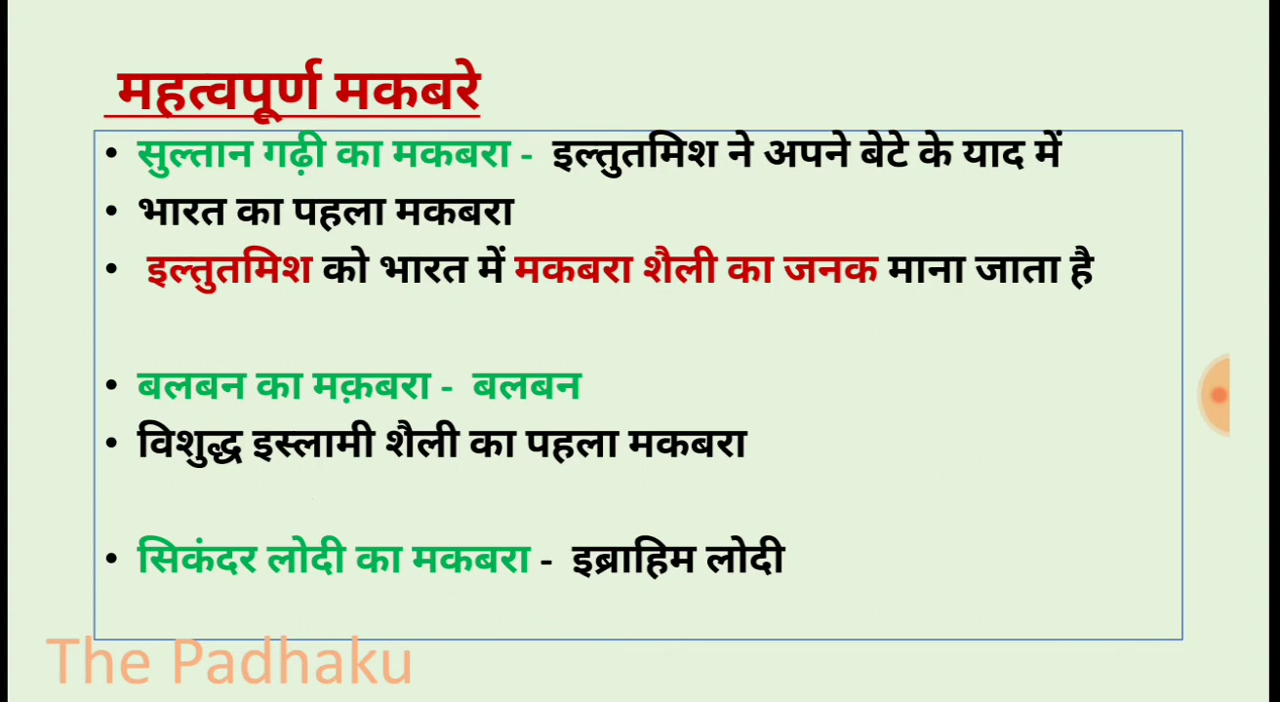 महत्वपूर्ण मकबरे
• सुल्तान गढ़ी का मकबरा - इल्तुतमिश ने अपने बेटे के याद में
• भारत का पहला मकबरा
• इल्तुतमिश को भारत में मकबरा शैली का जनक माना जाता है
• बलबन का मक़बरा - बलबन
• विशुद्ध इस्लामी शैली का पहला मकबरा
• सिकंदर लोदी का मकबरा - इब्राहिम लोदी
The Padhaku